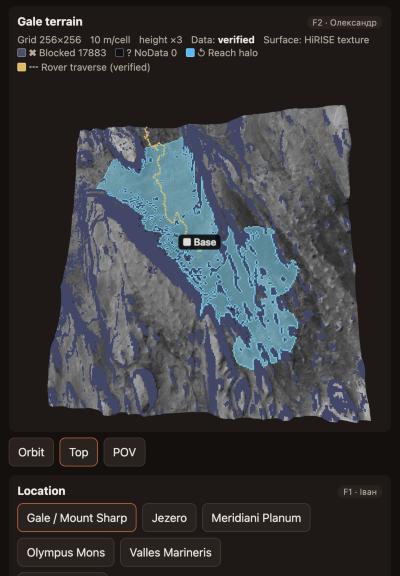 Gale terrain
F2 · Олександр
Grid 256×256 10 m/cell height ×3 Data: verified Surface: HiRISE texture
✖ Blocked 17883 ? NoData 0 ↺ Reach halo
--- Rover traverse (verified)
Base
Orbit Top POV
Location
F1 · Іван
Gale / Mount Sharp Jezero Meridiani Planum
Olympus Mons Valles Marineris